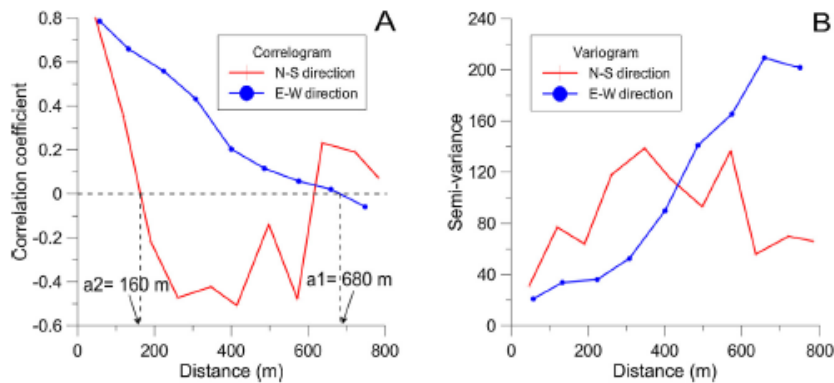 A
Correlogram
N-S direction
E-W direction
Correlation coefficient
0.8
0.6
0.4
0.2
0
-0.2
-0.4
-0.6
a2= 160 m
a1= 680 m
0 200 400 600 800
Distance (m)
B
Variogram
N-S direction
E-W direction
Semi-variance
240
200
160
120
80
40
0
0 200 400 600 800
Distance (m)